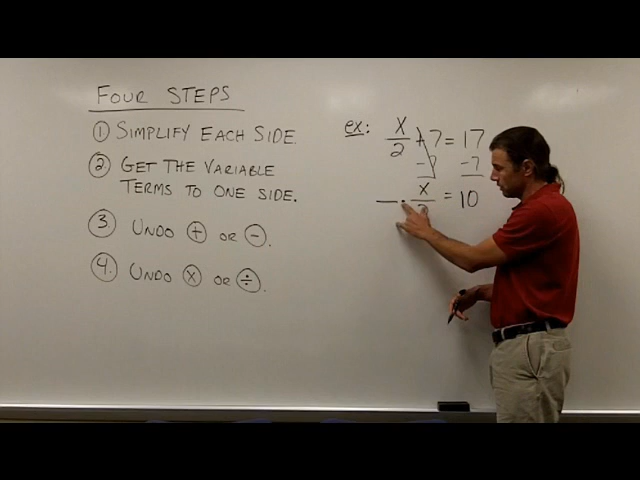 FOUR STEPS
① SIMPLIFY EACH SIDE.
② GET THE VARIABLE
TERMS TO ONE SIDE.
③ UNDO ⊕ OR ⊖.
④ UNDO ⊗ OR ⊘.
ex: x/2 + 7 = 17
-7 -7
— · x/2 = 10